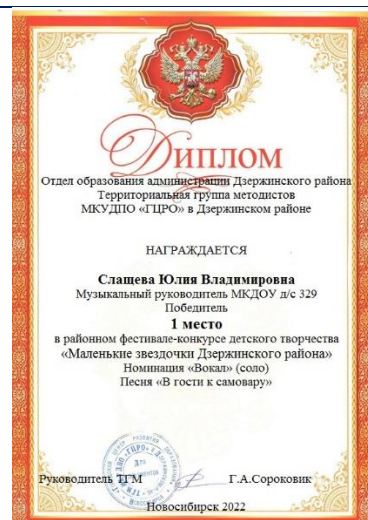 Диплом
Отдел образования администрации Дзержинского района
Территориальная группа методистов
МКУДПО «ГЦРО» в Дзержинском районе
НАГРАЖДАЕТСЯ
Слащева Юлия Владимировна
Музыкальный руководитель МКДОУ д/с 329
Победитель
1 место
в районном фестивале-конкурсе детского творчества
«Маленькие звездочки Дзержинского района»
Номинация «Вокал» (соло)
Песня «В гости к самовару»
Для
Руководитель ТГМ Г.А.Сороковик
Новосибирск 2022